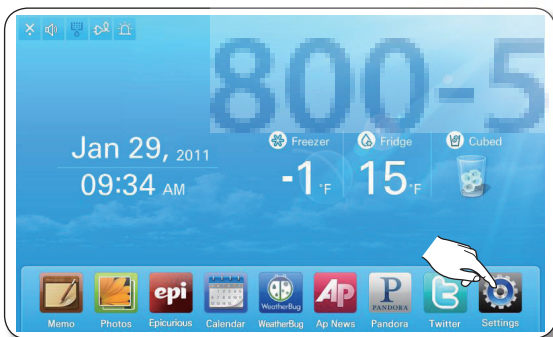 800-5
Freezer
Fridge
Cubed
Jan 29, 2011
09:34 AM
-1 °F
15 °F
epi
WeatherBug
AP
P
PANDORA
t
Memo
Photos
Epicurious
Calendar
WeatherBug
Ap News
Pandora
Twitter
Settings